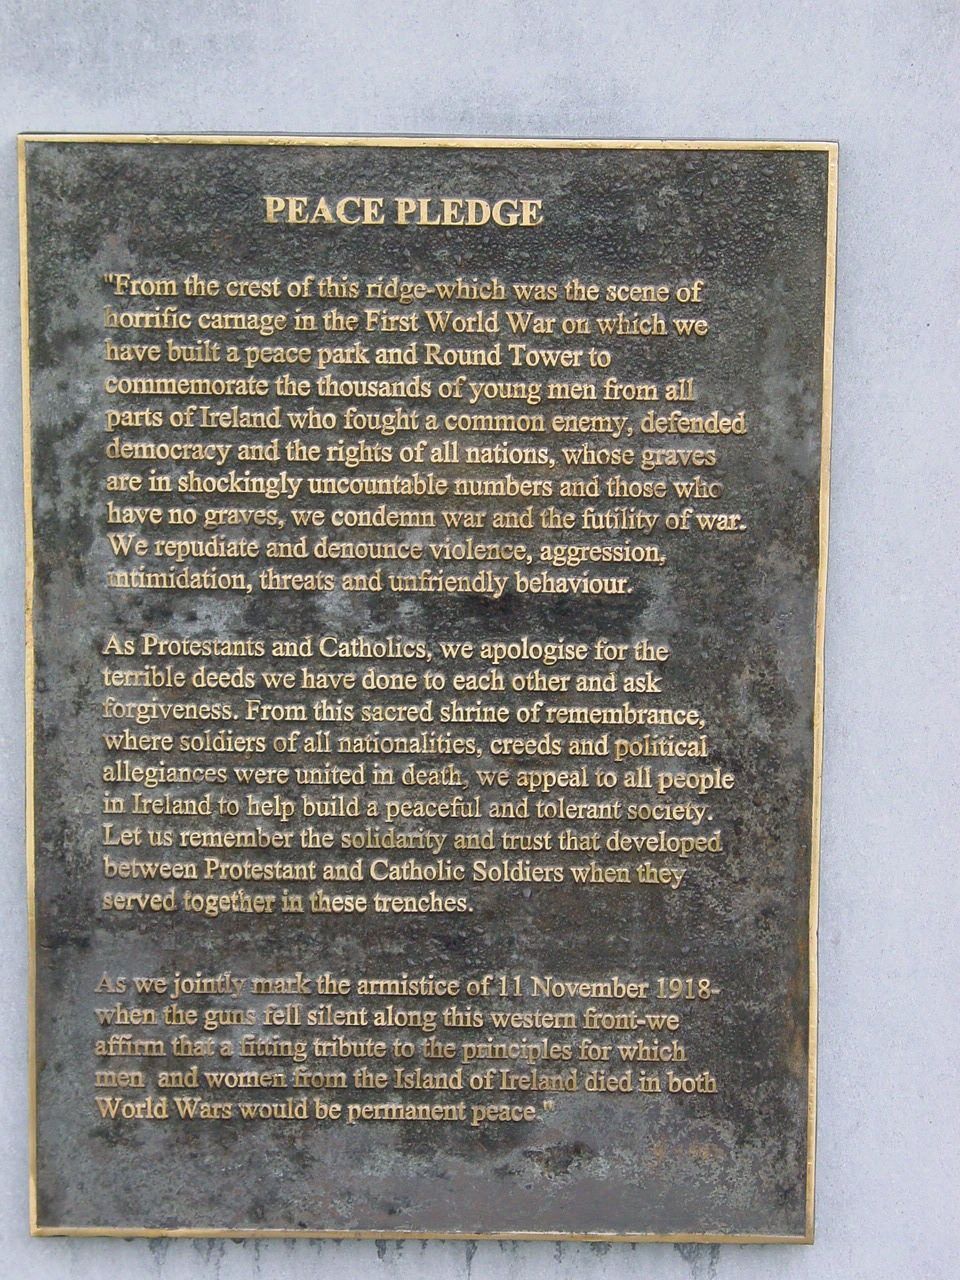 PEACE PLEDGE
"From the crest of this ridge-which was the scene of
horrific carnage in the First World War on which we
have built a peace park and Round Tower to
commemorate the thousands of young men from all
parts of Ireland who fought a common enemy, defended
democracy and the rights of all nations, whose graves
are in shockingly uncountable numbers and those who
have no graves, we condemn war and the futility of war.
We repudiate and denounce violence, aggression,
intimidation, threats and unfriendly behaviour.
As Protestants and Catholics, we apologise for the
terrible deeds we have done to each other and ask
forgiveness. From this sacred shrine of remembrance,
where soldiers of all nationalities, creeds and political
allegiances were united in death, we appeal to all people
in Ireland to help build a peaceful and tolerant society.
Let us remember the solidarity and trust that developed
between Protestant and Catholic Soldiers when they
served together in these trenches.
As we jointly mark the armistice of 11 November 1918-
when the guns fell silent along this western front-we
affirm that a fitting tribute to the principles for which
men and women from the Island of Ireland died in both
World Wars would be permanent peace."